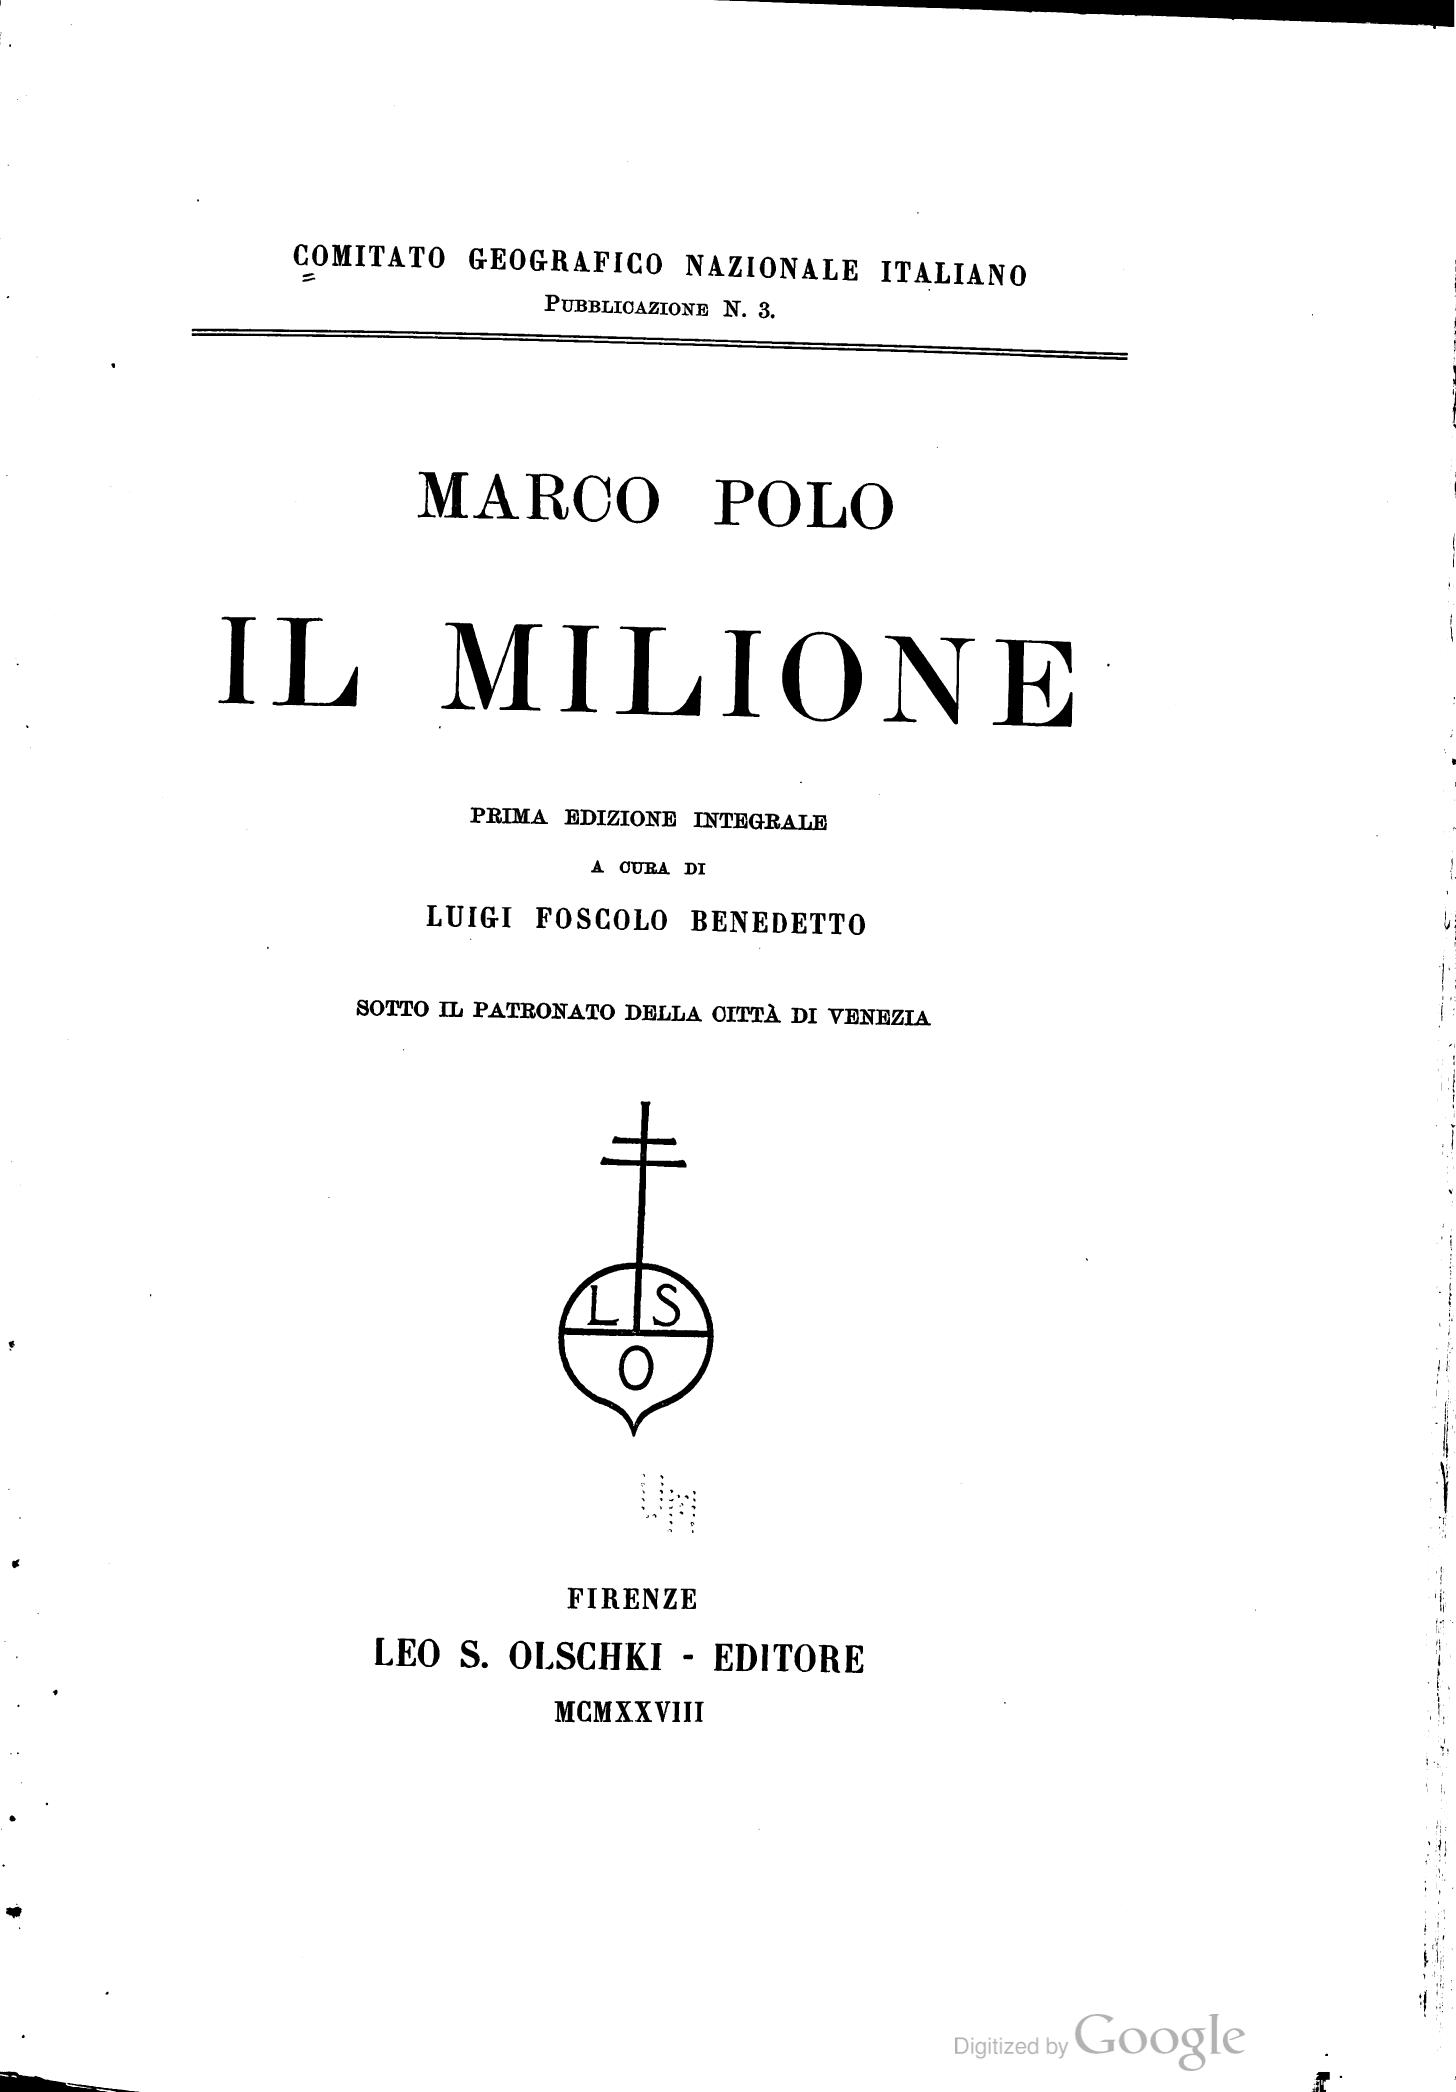 COMITATO GEOGRAFICO NAZIONALE ITALIANO
PUBBLICAZIONE N. 3.
MARCO POLO
IL MILIONE
PRIMA EDIZIONE INTEGRALE
A CURA DI
LUIGI FOSCOLO BENEDETTO
SOTTO IL PATRONATO DELLA CITTÀ DI VENEZIA
L S
O
FIRENZE
LEO S. OLSCHKI - EDITORE
MCMXXVIII
Digitized by Google